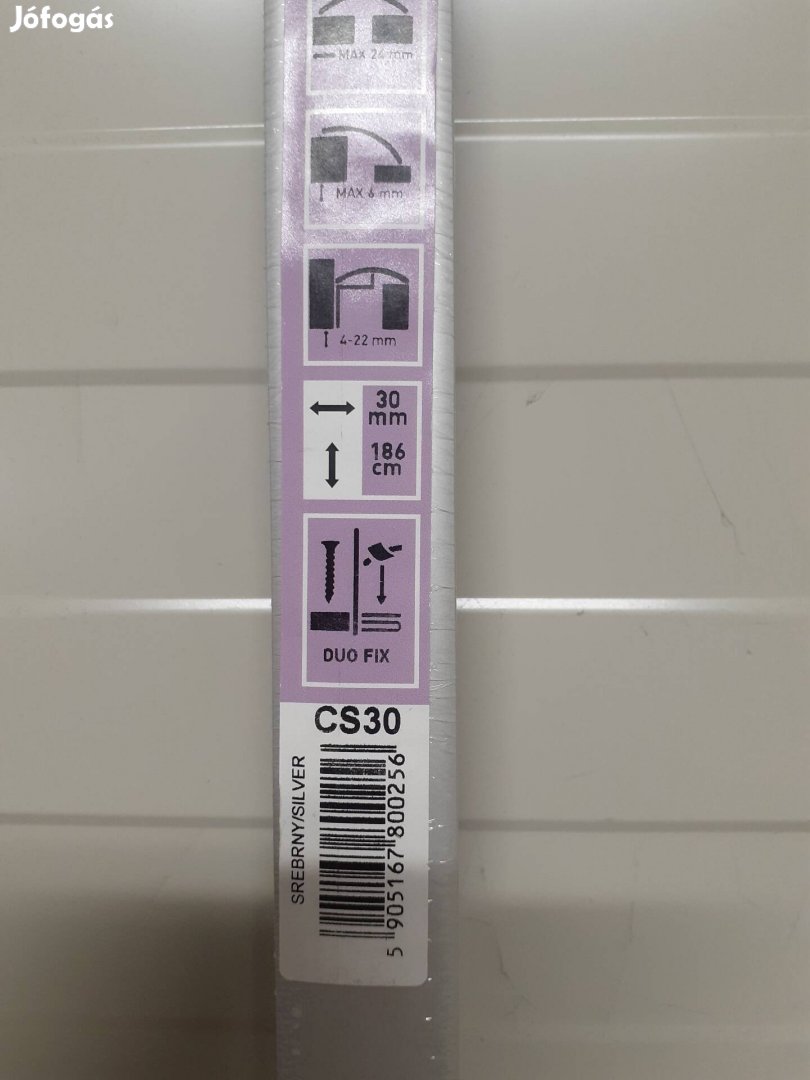 Jófogás
MAX 24 mm
MAX 6 mm
4-22 mm
30
mm
186
cm
DUO FIX
CS30
SREBRNY/SILVER
5 905167 800256